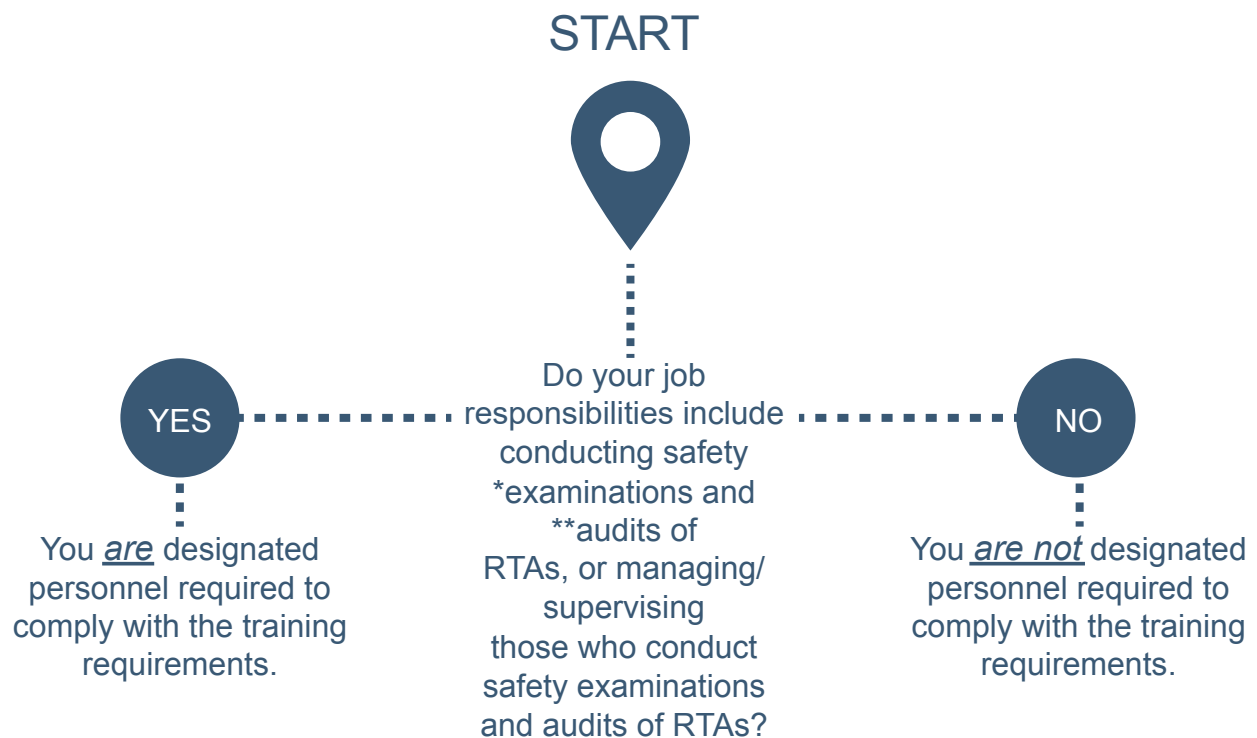 START
Do your job
responsibilities include
conducting safety
*examinations and
**audits of
RTAs, or managing/
supervising
those who conduct
safety examinations
and audits of RTAs?
YES
You are designated
personnel required to
comply with the training
requirements.
NO
You are not designated
personnel required to
comply with the training
requirements.